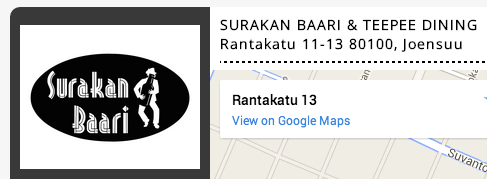 SURAKAN BAARI & TEEPEE DINING
Rantakatu 11-13 80100, Joensuu
Surakan
Baari
Rantakatu 13
View on Google Maps